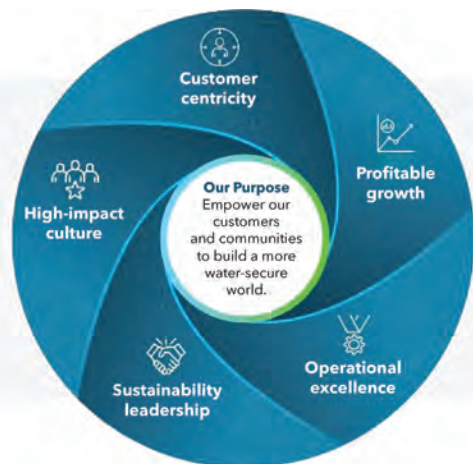 Customer
centricity
Profitable
growth
High-impact
culture
Our Purpose
Empower our
customers
and communities
to build a more
water-secure
world.
Operational
excellence
Sustainability
leadership